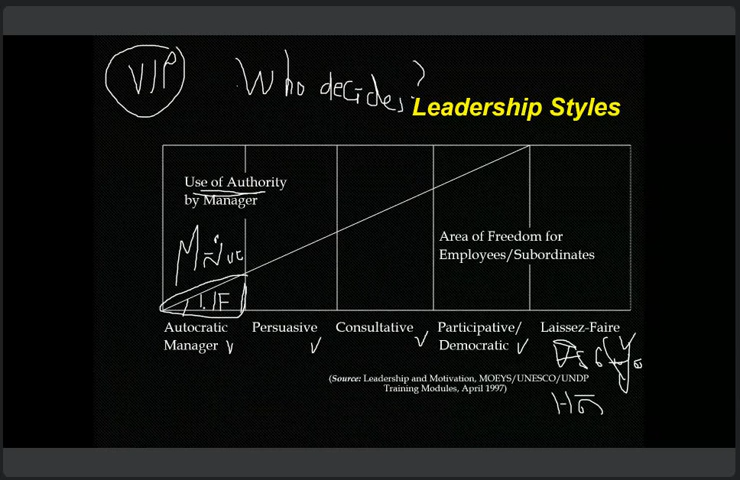 VIP Who decides?
Leadership Styles
Use of Authority
by Manager
Area of Freedom for
Employees/Subordinates
Autocratic Manager
Persuasive
Consultative
Participative/ Democratic
Laissez-Faire
(Source: Leadership and Motivation, MOEYS/UNESCO/UNDP
Training Modules, April 1997)